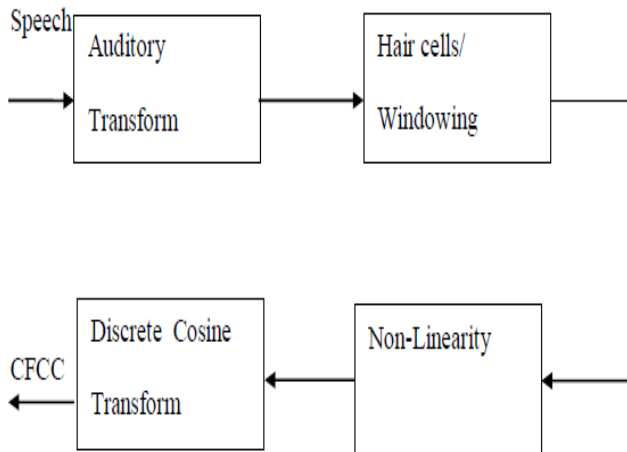 Speech
Auditory
Transform
Hair cells/
Windowing
Non-Linearity
Discrete Cosine
Transform
CFCC